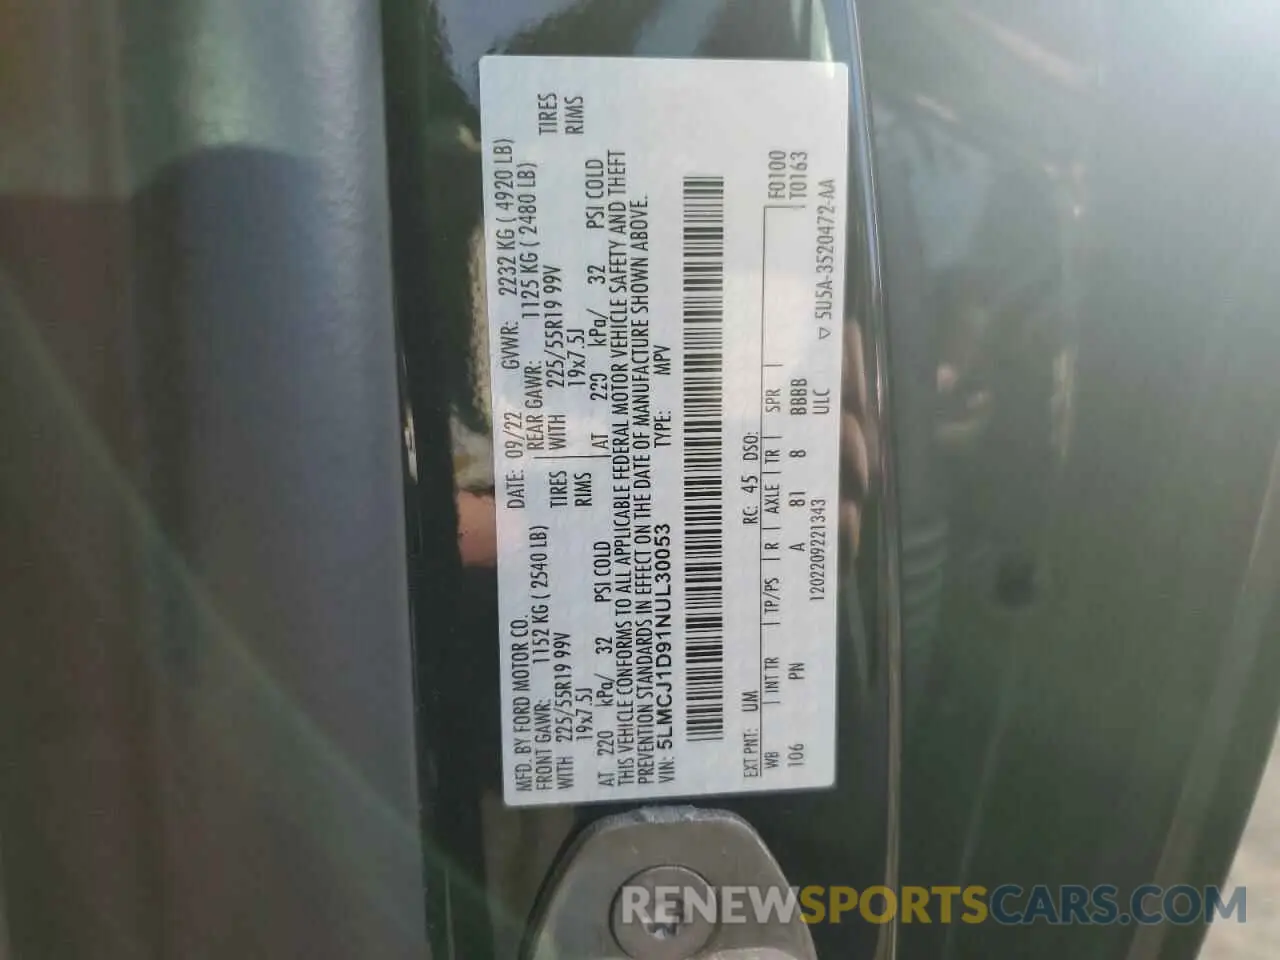 MFD. BY FORD MOTOR CO.
DATE: 09/22 GVWR: 2232 KG ( 4920 LB)
FRONT GAWR: 1152 KG ( 2540 LB) REAR GAWR: 1125 KG ( 2480 LB)
WITH 225/55R19 99V TIRES WITH 225/55R19 99V TIRES
19x7.5J RIMS 19x7.5J RIMS
AT 220 kPa/ 32 PSI COLD AT 220 kPa/ 32 PSI COLD
THIS VEHICLE CONFORMS TO ALL APPLICABLE FEDERAL MOTOR VEHICLE SAFETY AND THEFT
PREVENTION STANDARDS IN EFFECT ON THE DATE OF MANUFACTURE SHOWN ABOVE.
VIN: 5LMCJ1D91NUL30053 TYPE: MPV
EXT PNT: UM RC: 45 DSO:
WB INT TR TP/PS R AXLE TR SPR F0100
106 PN A 81 8 BBBB T0163
1202209221343 ULC
▽ 5U5A-3520472-AA
RENEWSPORTSCARS.COM